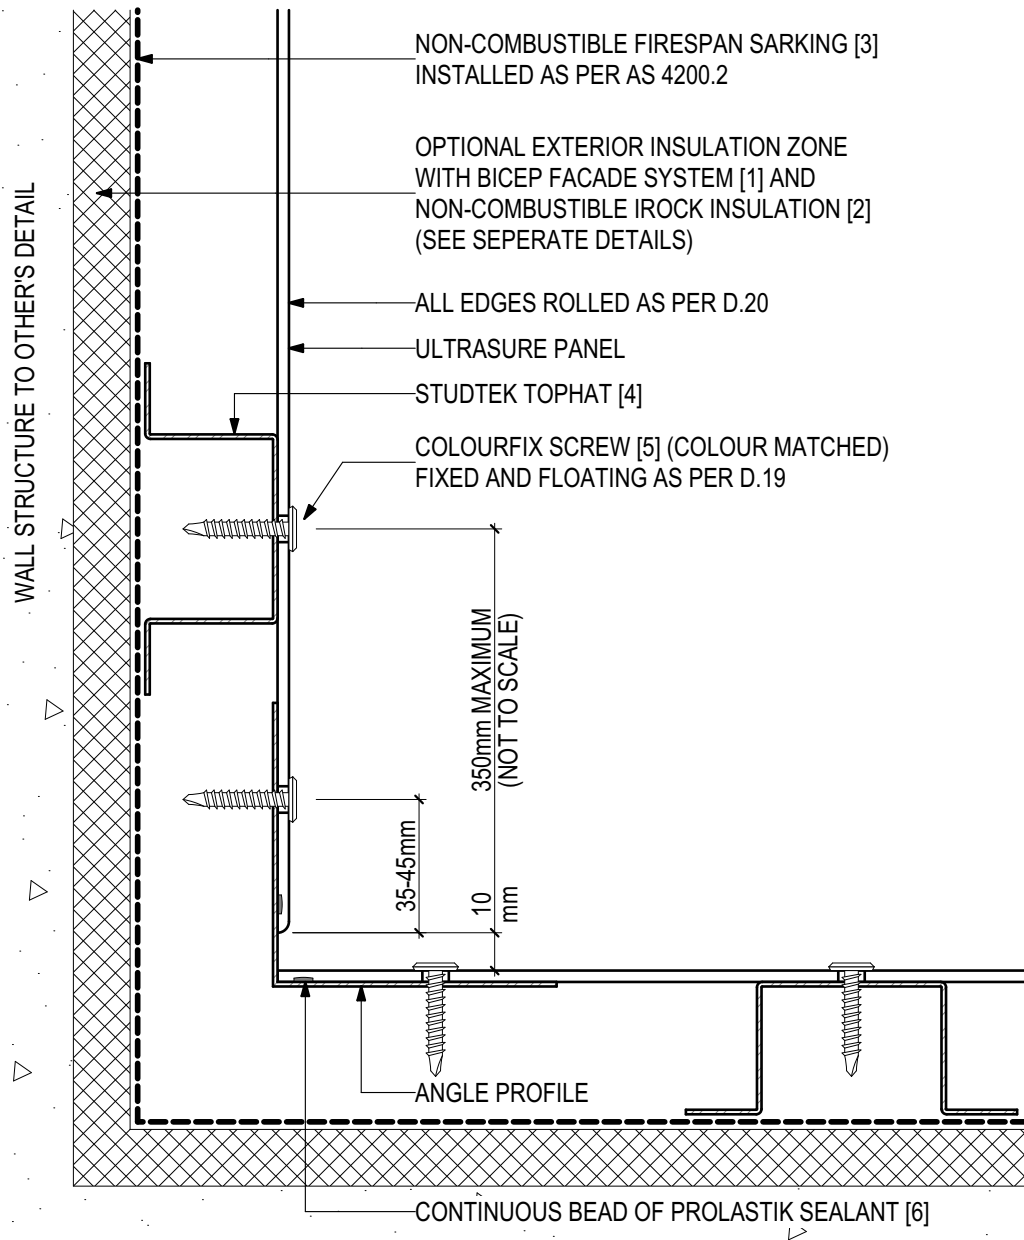 NON-COMBUSTIBLE FIRESPAN SARKING [3]
INSTALLED AS PER AS 4200.2
OPTIONAL EXTERIOR INSULATION ZONE
WITH BICEP FACADE SYSTEM [1] AND
NON-COMBUSTIBLE IROCK INSULATION [2]
(SEE SEPERATE DETAILS)
WALL STRUCTURE TO OTHER'S DETAIL
ALL EDGES ROLLED AS PER D.20
ULTRASURE PANEL
STUDTEK TOPHAT [4]
COLOURFIX SCREW [5] (COLOUR MATCHED)
FIXED AND FLOATING AS PER D.19
350mm MAXIMUM
(NOT TO SCALE)
35-45mm
10
mm
ANGLE PROFILE
CONTINUOUS BEAD OF PROLASTIK SEALANT [6]